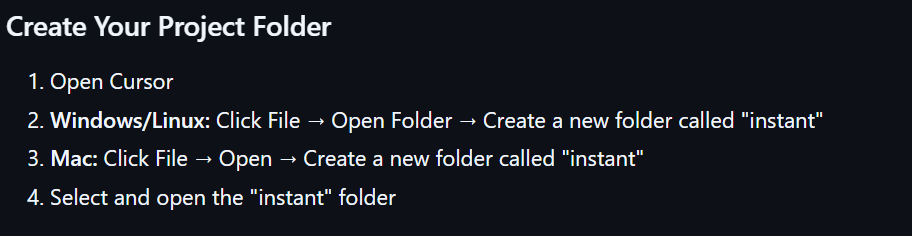 Create Your Project Folder
1. Open Cursor
2. Windows/Linux: Click File → Open Folder → Create a new folder called "instant"
3. Mac: Click File → Open → Create a new folder called "instant"
4. Select and open the "instant" folder